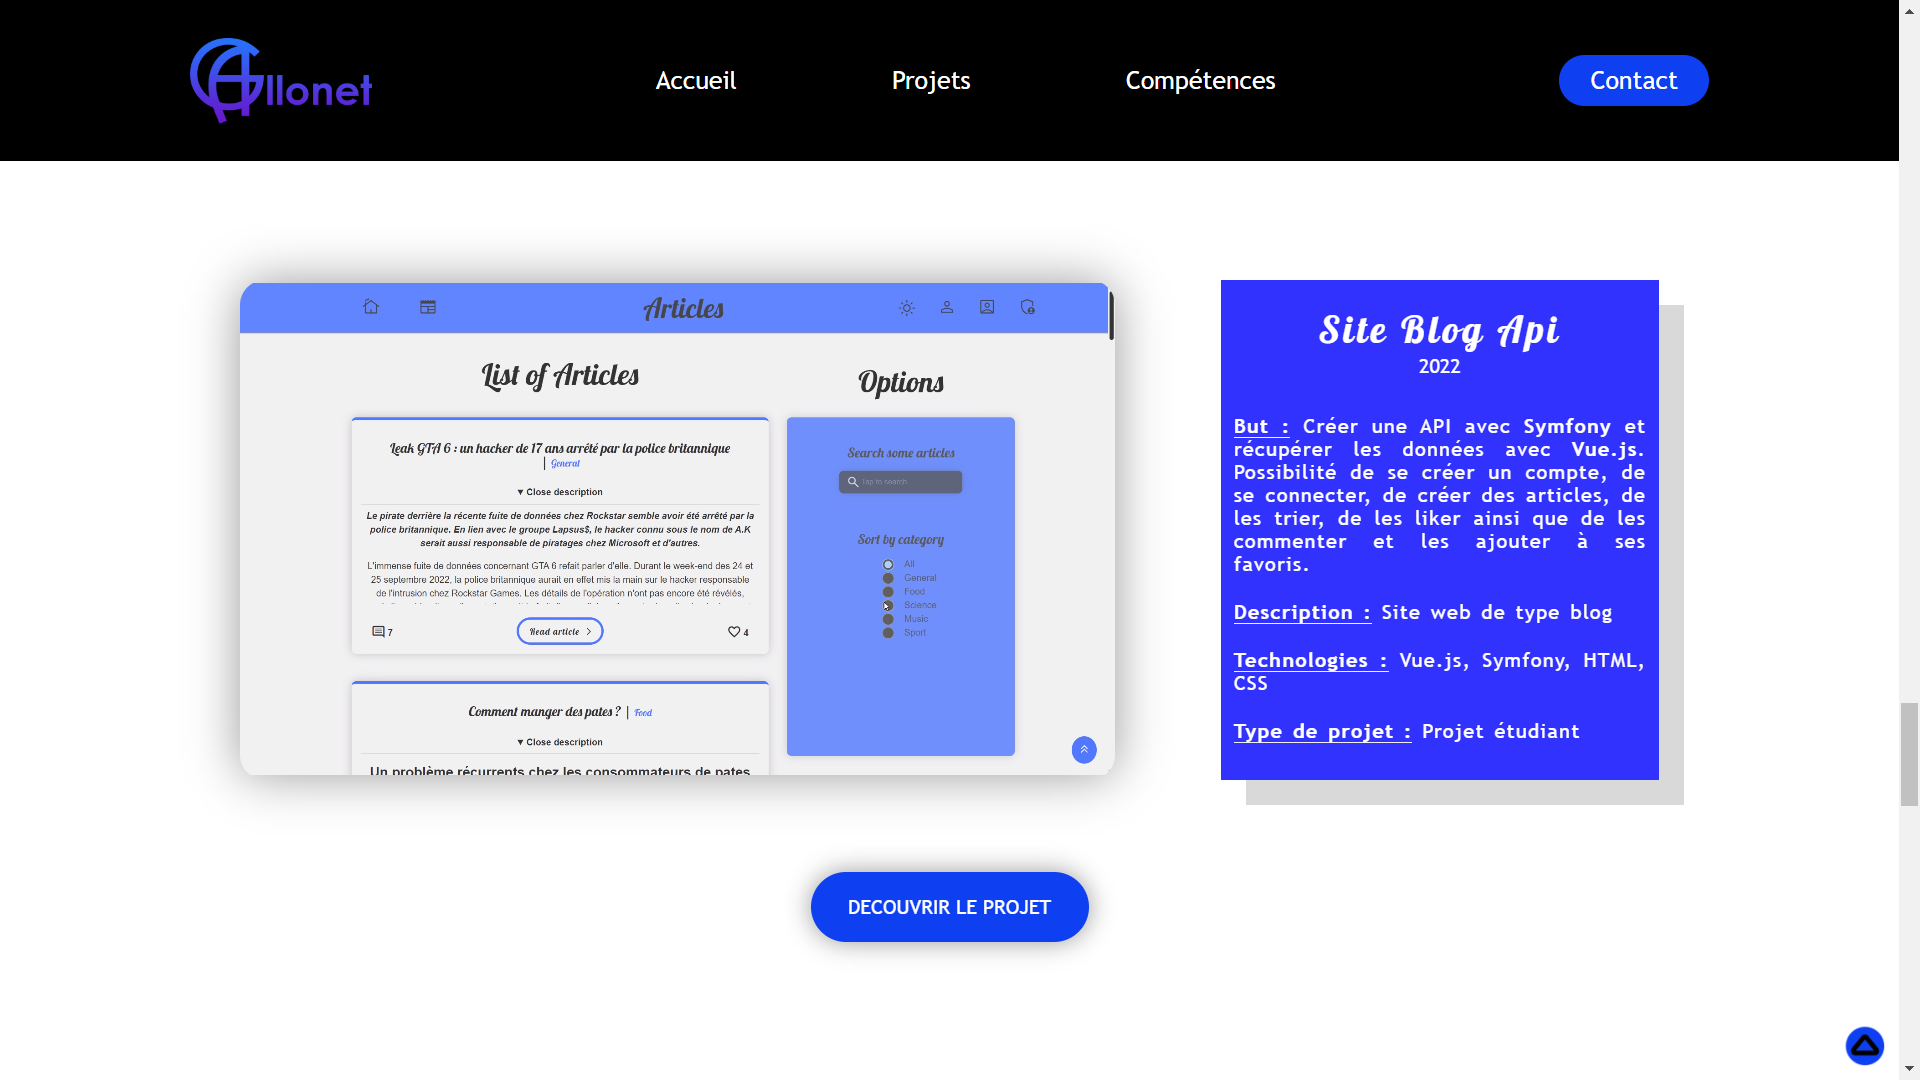 Allonet
Accueil
Projets
Compétences
Contact
Articles
List of Articles
Leak GTA 6 : un hacker de 17 ans arrêté par la police britannique
| General
▼ Close description
Le pirate derrière la récente fuite de données chez Rockstar semble avoir été arrêté par la
police britannique. En lien avec le groupe Lapsus$, le hacker connu sous le nom de A.K
serait aussi responsable de piratages chez Microsoft et d'autres.
L'immense fuite de données concernant GTA 6 refait parler d'elle. Durant le week-end des 24 et
25 septembre 2022, la police britannique aurait en effet mis la main sur le hacker responsable
de l'intrusion chez Rockstar Games. Les détails de l'opération n'ont pas encore été révélés,
7
Read article
4
Comment manger des pates ? | Food
▼ Close description
Un problème récurrents chez les consommateurs de pates
Options
Search some articles
Tap to search
Sort by category
All
General
Food
Science
Music
Sport
Site Blog Api
2022
But : Créer une API avec Symfony et
récupérer les données avec Vue.js.
Possibilité de se créer un compte, de
se connecter, de créer des articles, de
les trier, de les liker ainsi que de les
commenter et les ajouter à ses
favoris.
Description : Site web de type blog
Technologies : Vue.js, Symfony, HTML,
CSS
Type de projet : Projet étudiant
DECOUVRIR LE PROJET